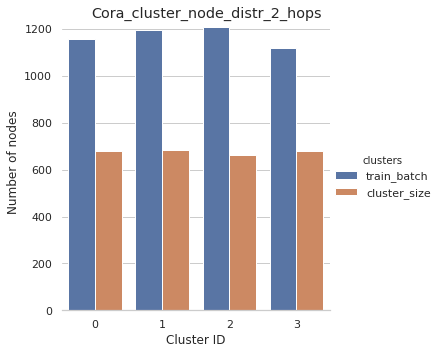 Cora_cluster_node_distr_2_hops
1200
1000
800
600
400
200
0
Number of nodes
0 1 2 3
Cluster ID
clusters
train_batch
cluster_size